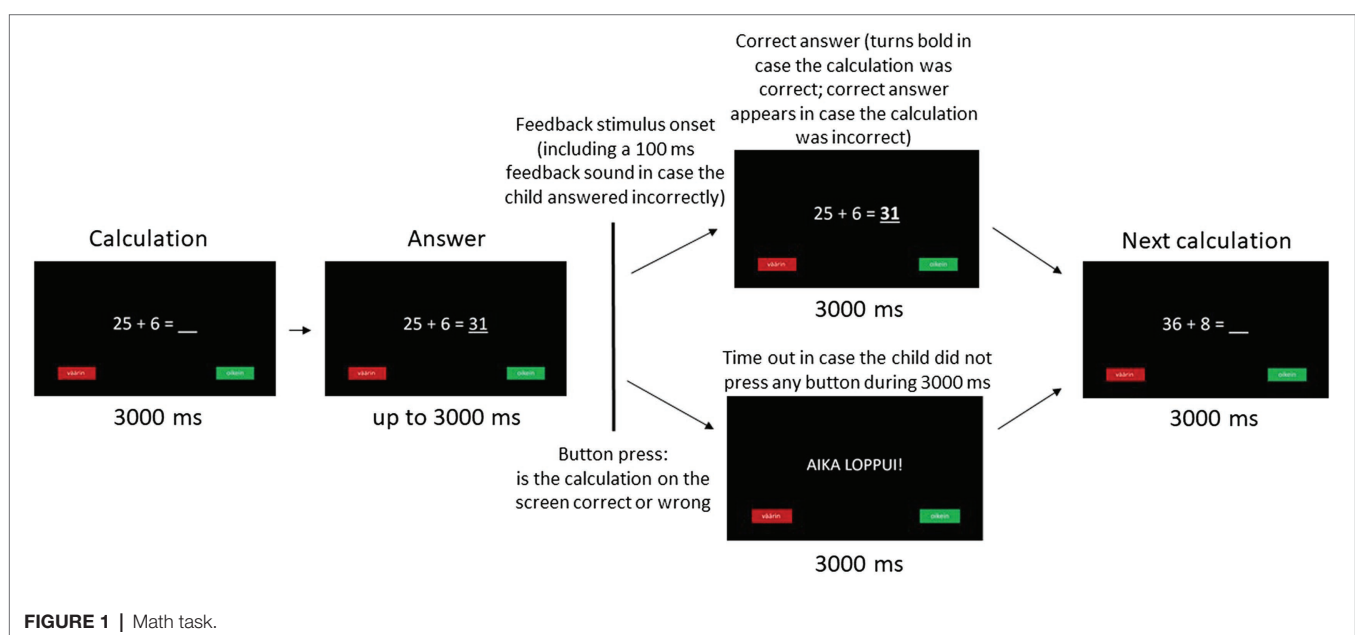 Calculation
25 + 6 = __
väärin oikein
3000 ms
Answer
25 + 6 = 31
väärin oikein
up to 3000 ms
Feedback stimulus onset
(including a 100 ms
feedback sound in case the
child answered incorrectly)
Button press:
is the calculation on the
screen correct or wrong
Correct answer (turns bold in
case the calculation was
correct; correct answer
appears in case the calculation
was incorrect)
25 + 6 = 31
väärin oikein
3000 ms
Time out in case the child did not
press any button during 3000 ms
AIKA LOPPUI!
väärin oikein
3000 ms
Next calculation
36 + 8 = __
väärin oikein
3000 ms
FIGURE 1 | Math task.